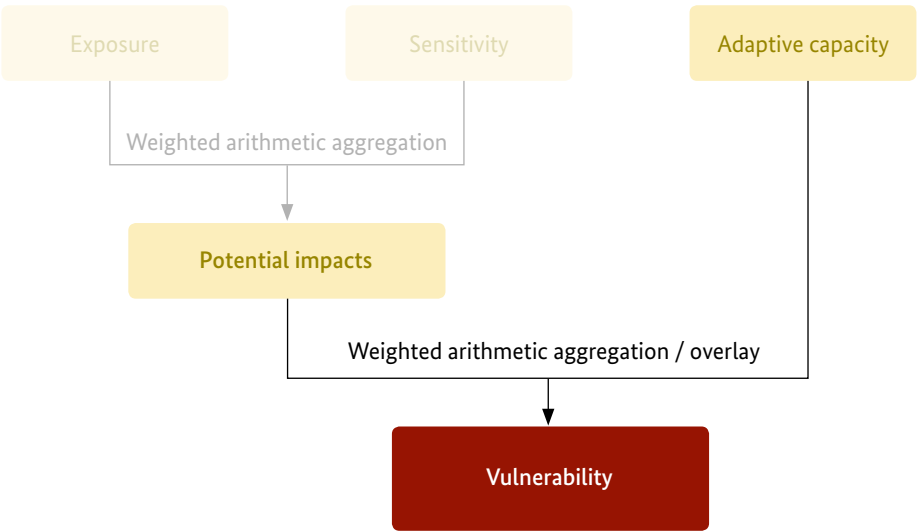 Exposure
Sensitivity
Adaptive capacity
Weighted arithmetic aggregation
Potential impacts
Weighted arithmetic aggregation / overlay
Vulnerability